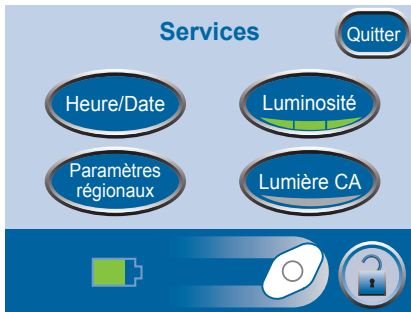 Services
Quitter
Heure/Date
Luminosité
Paramètres
régionaux
Lumière CA